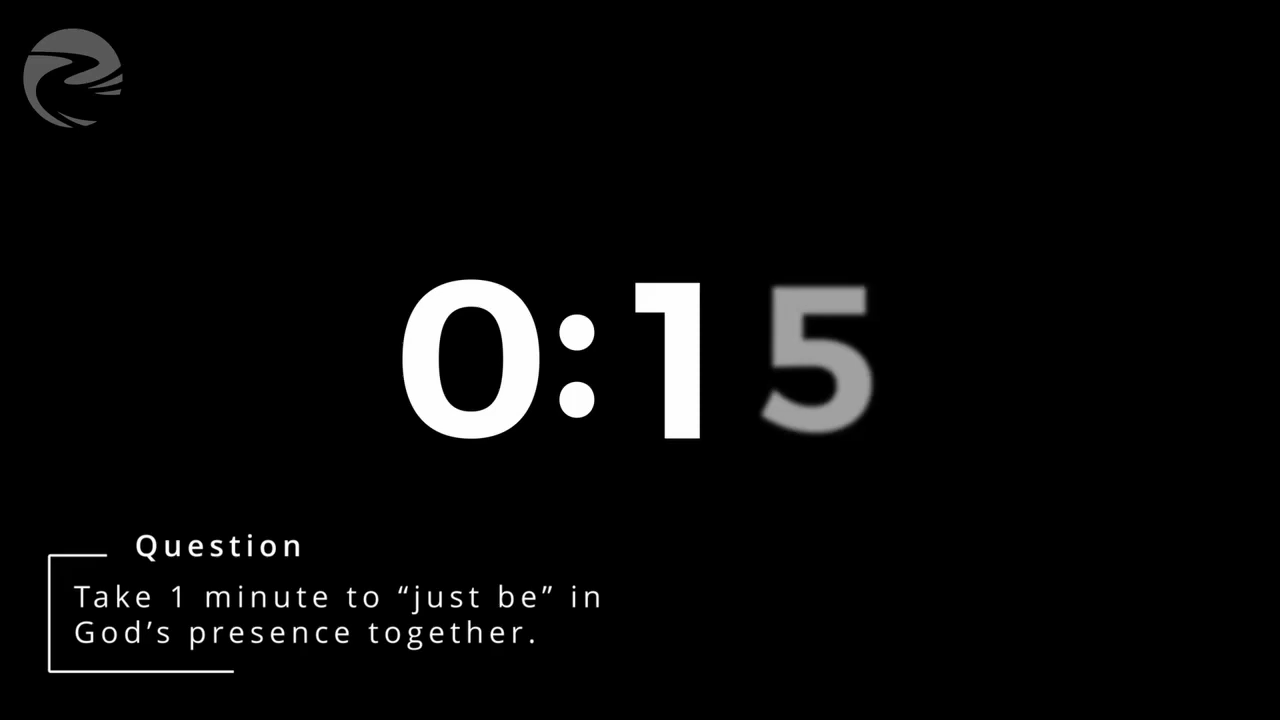 0:15
Question
Take 1 minute to “just be” in
God’s presence together.